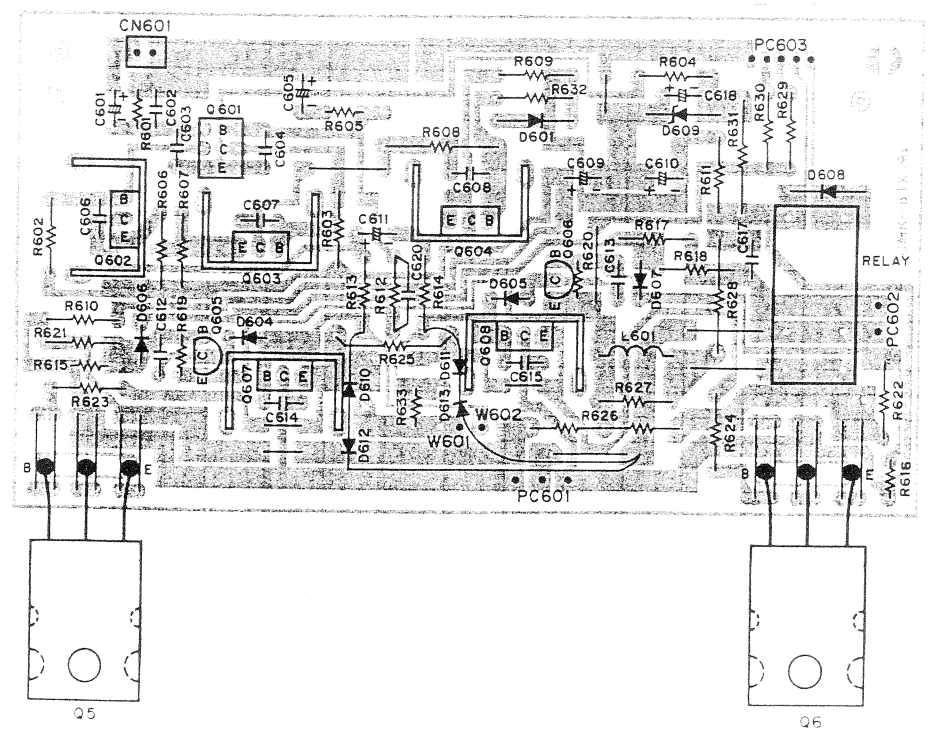 CN601
PC603
R609
R604
R632
C618
C605
C601
R601
C602
C603
Q601
B
C
E
C604
R605
R608
D601
D609
R631
R630
R629
C608
C609
C610
R611
D608
R602
C606
B
C
E
Q602
R606
R607
C607
E C B
Q603
R603
C611
E C B
Q604
Q606
B
C
E
R620
C613
R617
R618
D607
C617
R628
RELAY
PC602
R610
R621
R615
R623
D606
C612
R619
Q605
B
C
E
D604
R613
R612
C620
R614
D605
L601
R625
Q607
B C E
C614
D610
D612
R633
D611
D613
Q608
B C E
C615
W602
W601
R627
R626
R624
R622
R616
PC601
B
E
B
E
Q5
Q6